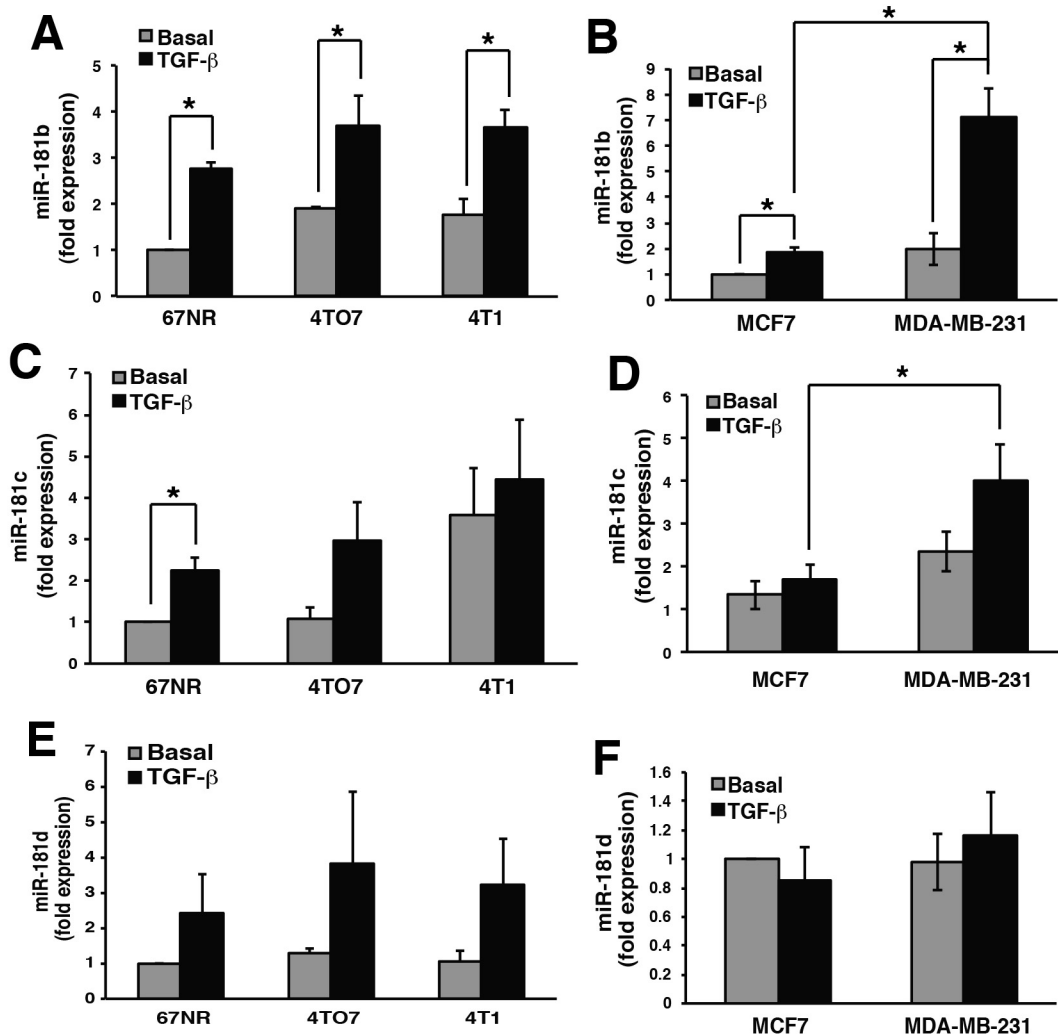 A
Basal
TGF-β
miR-181b
(fold expression)
5
4
3
2
1
0
*
*
*
67NR 4TO7 4T1
B
Basal
TGF-β
miR-181b
(fold expression)
9
8
7
6
5
4
3
2
1
0
*
*
*
MCF7 MDA-MB-231
C
Basal
TGF-β
miR-181c
(fold expression)
7
6
5
4
3
2
1
0
*
67NR 4TO7 4T1
D
Basal
TGF-β
miR-181c
(fold expression)
6
5
4
3
2
1
0
*
MCF7 MDA-MB-231
E
Basal
TGF-β
miR-181d
(fold expression)
7
6
5
4
3
2
1
0
67NR 4TO7 4T1
F
Basal
TGF-β
miR-181d
(fold expression)
1.6
1.4
1.2
1
0.8
0.6
0.4
0.2
0
MCF7 MDA-MB-231